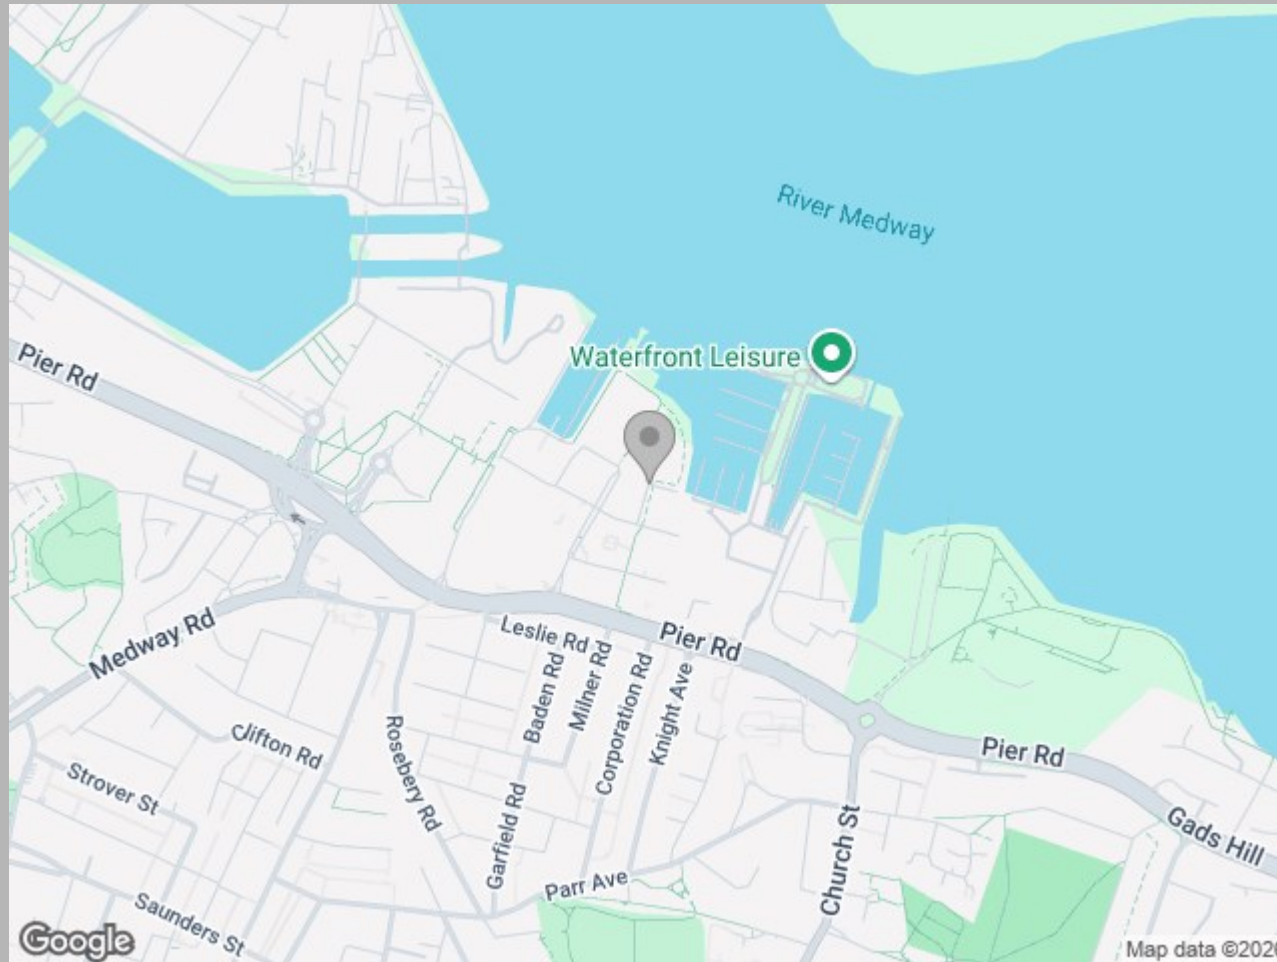 River Medway
Waterfront Leisure
Pier Rd
Medway Rd
Leslie Rd
Pier Rd
Baden Rd
Milner Rd
Corporation Rd
Knight Ave
Clifton Rd
Rosebery Rd
Strover St
Garfield Rd
Pier Rd
Church St
Gads Hill
Parr Ave
Saunders St
Google
Map data ©2026